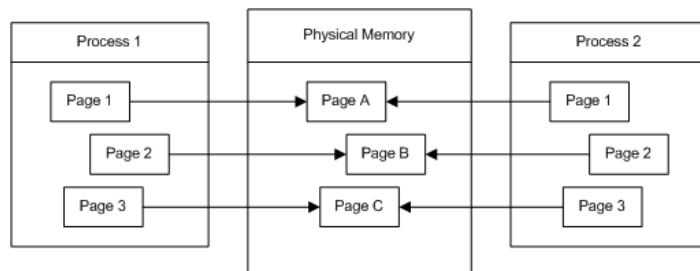 Process 1
Physical Memory
Process 2
Page 1
Page A
Page 1
Page 2
Page B
Page 2
Page 3
Page C
Page 3